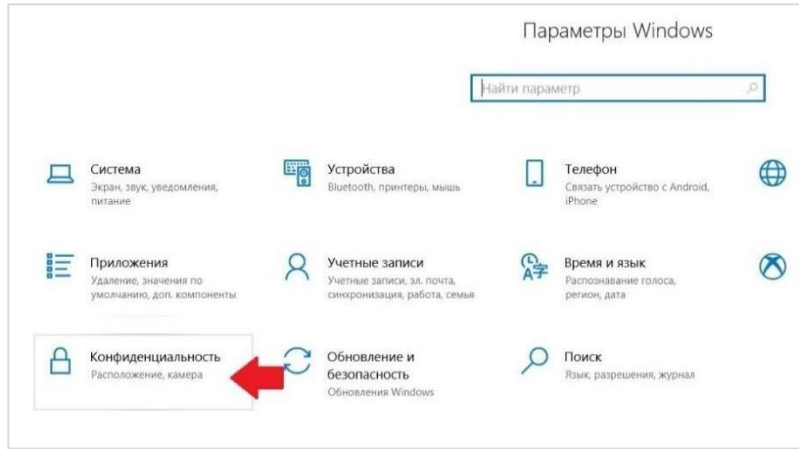 Параметры Windows
Найти параметр
Система
Экран, звук, уведомления,
питание
Устройства
Bluetooth, принтеры, мышь
Телефон
Связать устройство с Android,
iPhone
Приложения
Удаление, значения по
умолчанию, доп. компоненты
Учетные записи
Учетные записи, эл. почта,
синхронизация, работа, семья
Время и язык
Распознавание голоса,
регион, дата
Конфиденциальность
Расположение, камера
Обновление и
безопасность
Обновления Windows
Поиск
Язык, разрешения, журнал